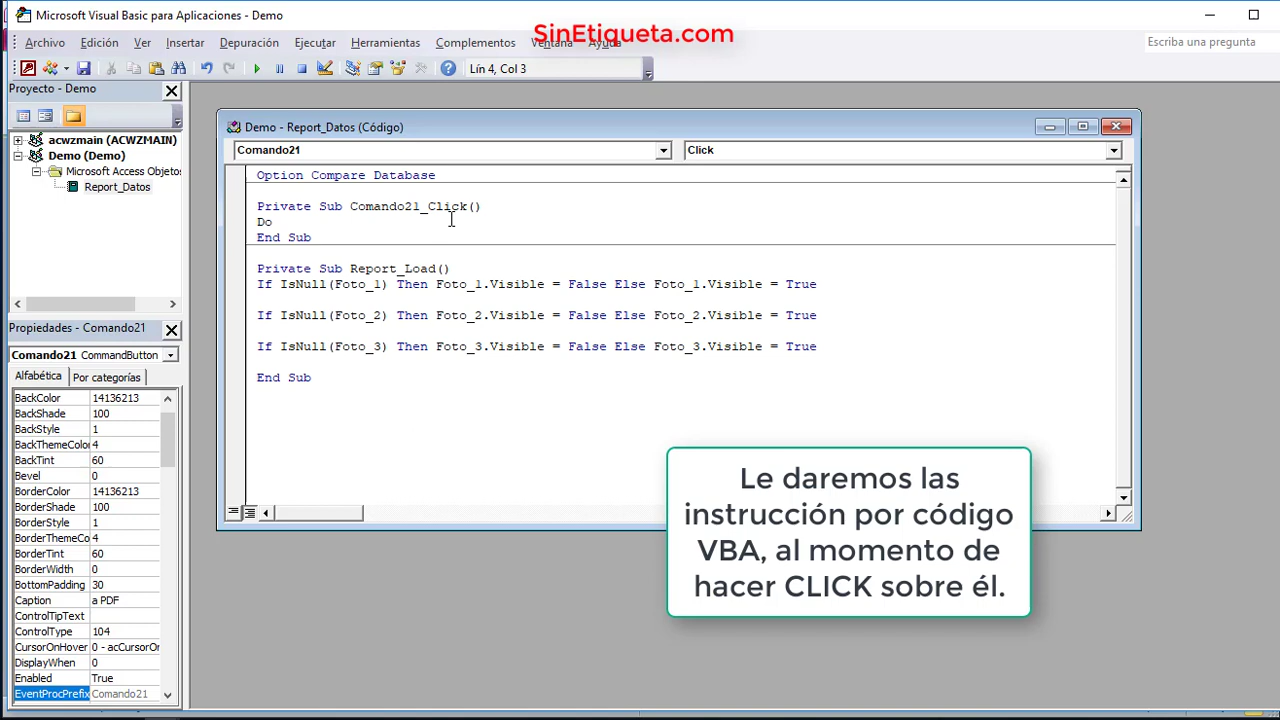 Microsoft Visual Basic para Aplicaciones - Demo
SinEtiqueta.com
Archivo Edición Ver Insertar Depuración Ejecutar Herramientas Complementos Ventana Ayuda
Escriba una pregunta
Lín 4, Col 3
Proyecto - Demo
acwzmain (ACWZMAIN)
Demo (Demo)
Microsoft Access Objetos
Report_Datos
Demo - Report_Datos (Código)
Comando21 Click
Option Compare Database
Private Sub Comando21_Click()
Do
End Sub
Private Sub Report_Load()
If IsNull(Foto_1) Then Foto_1.Visible = False Else Foto_1.Visible = True
If IsNull(Foto_2) Then Foto_2.Visible = False Else Foto_2.Visible = True
If IsNull(Foto_3) Then Foto_3.Visible = False Else Foto_3.Visible = True
End Sub
Propiedades - Comando21
Comando21 CommandButton
Alfabética Por categorías
BackColor 14136213
BackShade 100
BackStyle 1
BackThemeColor 4
BackTint 60
Bevel 0
BorderColor 14136213
BorderShade 100
BorderStyle 1
BorderThemeC 4
BorderTint 60
BorderWidth 0
BottomPadding 30
Caption a PDF
ControlTipText
ControlType 104
CursorOnHover 0 - acCursorOr
DisplayWhen 0
Enabled True
EventProcPrefix Comando21
Le daremos las
instrucción por código
VBA, al momento de
hacer CLICK sobre él.